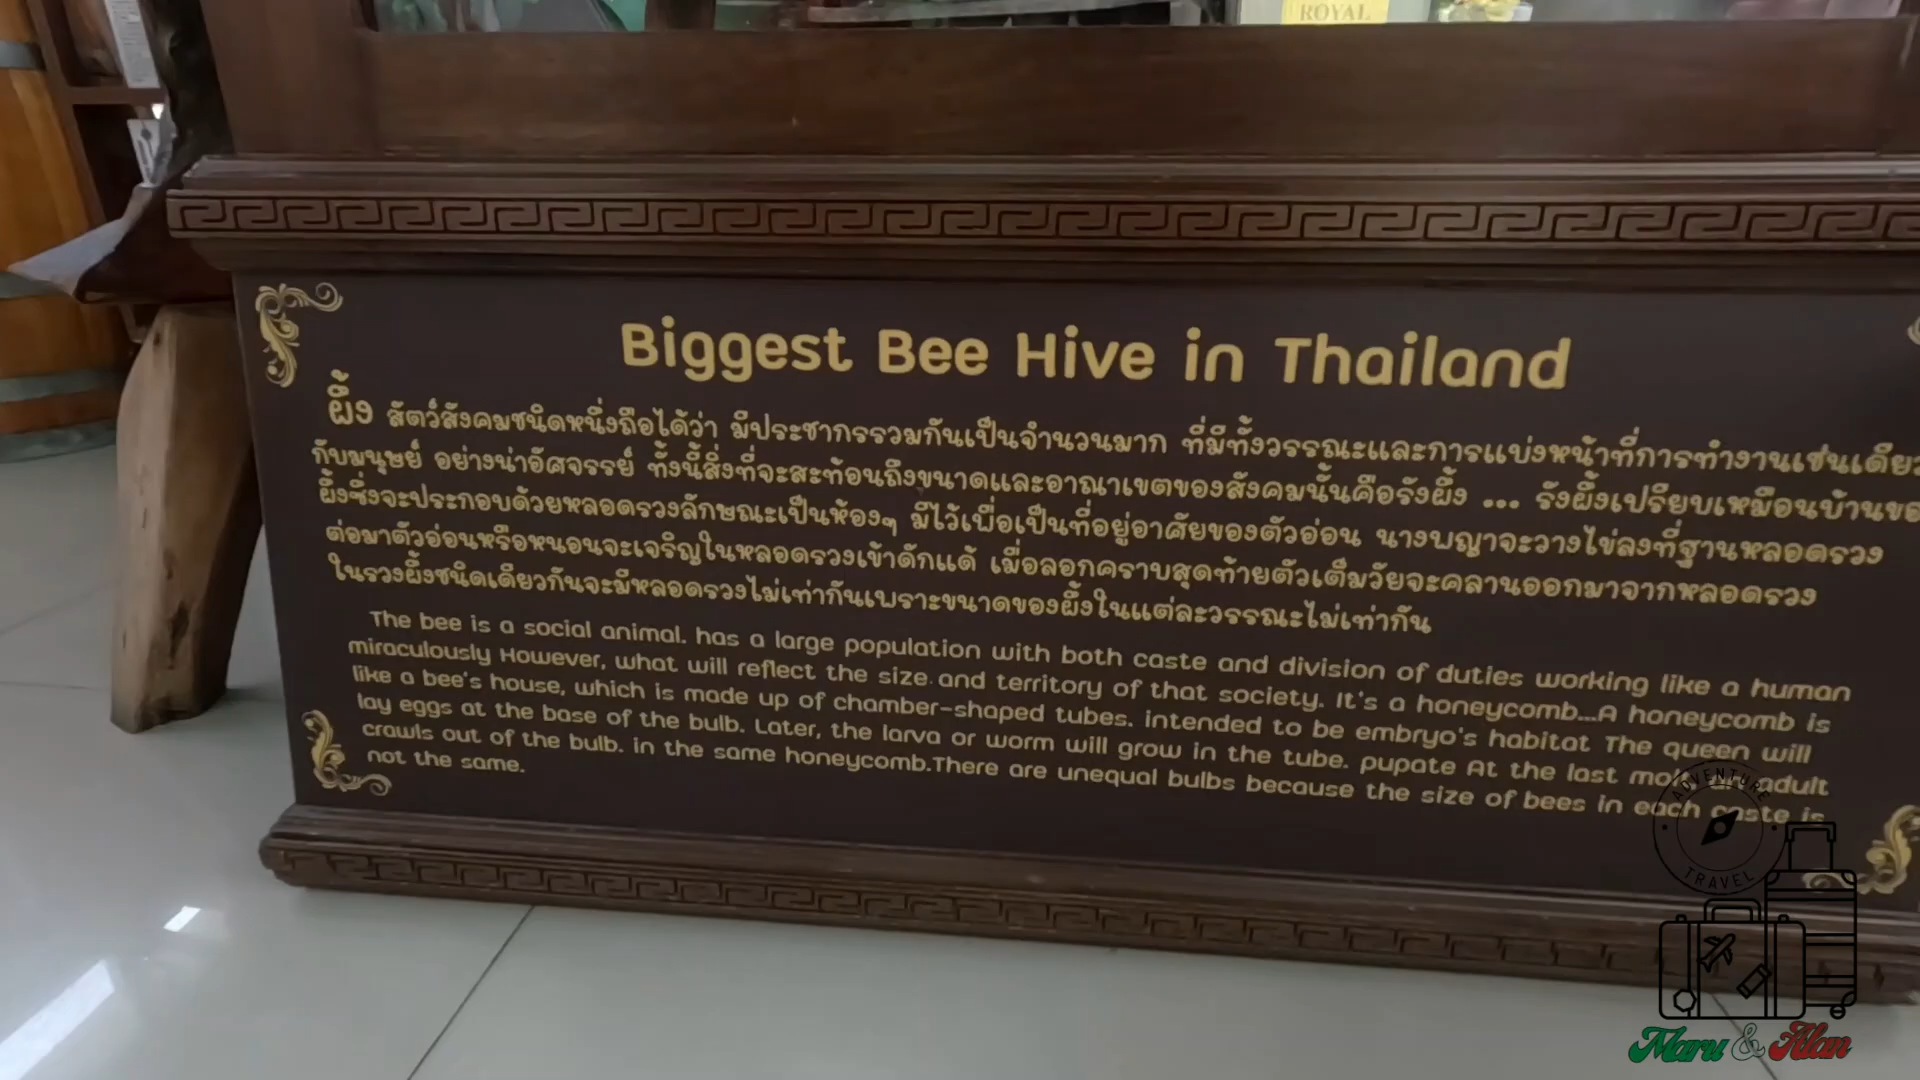 ROYAL
Biggest Bee Hive in Thailand
ผึ้ง สัตว์สังคมชนิดหนึ่งถือได้ว่า มีประชากรรวมกันเป็นจำนวนมาก ที่มีทั้งวรรณะและการแบ่งหน้าที่การทำงานเช่นเดียว
กับมนุษย์ อย่างน่าอัศจรรย์ ทั้งนี้สิ่งที่จะสะท้อนถึงขนาดและอาณาเขตของสังคมนั้นคือรังผึ้ง ... รังผึ้งเปรียบเหมือนบ้านขอ
ผึ้งซึ่งจะประกอบด้วยหลอดรวงลักษณะเป็นห้องๆ มีไว้เพื่อเป็นที่อยู่อาศัยของตัวอ่อน นางพญาจะวางไข่ลงที่ฐานหลอดรวง
ต่อมาตัวอ่อนหรือหนอนจะเจริญในหลอดรวงเข้าดักแด้ เมื่อลอกคราบสุดท้ายตัวเต็มวัยจะคลานออกมาจากหลอดรวง
ในรวงผึ้งชนิดเดียวกันจะมีหลอดรวงไม่เท่ากันเพราะขนาดของผึ้งในแต่ละวรรณะไม่เท่ากัน
The bee is a social animal. has a large population with both caste and division of duties working like a human
miraculously However, what will reflect the size and territory of that society. It's a honeycomb...A honeycomb is
like a bee's house, which is made up of chamber-shaped tubes. intended to be embryo's habitat The queen will
lay eggs at the base of the bulb. Later, the larva or worm will grow in the tube. pupate At the last adult
crawls out of the bulb. in the same honeycomb.There are unequal bulbs because the size of bees in each caste is
not the same.
ADVENTURE
TRAVEL
Maru & Alan